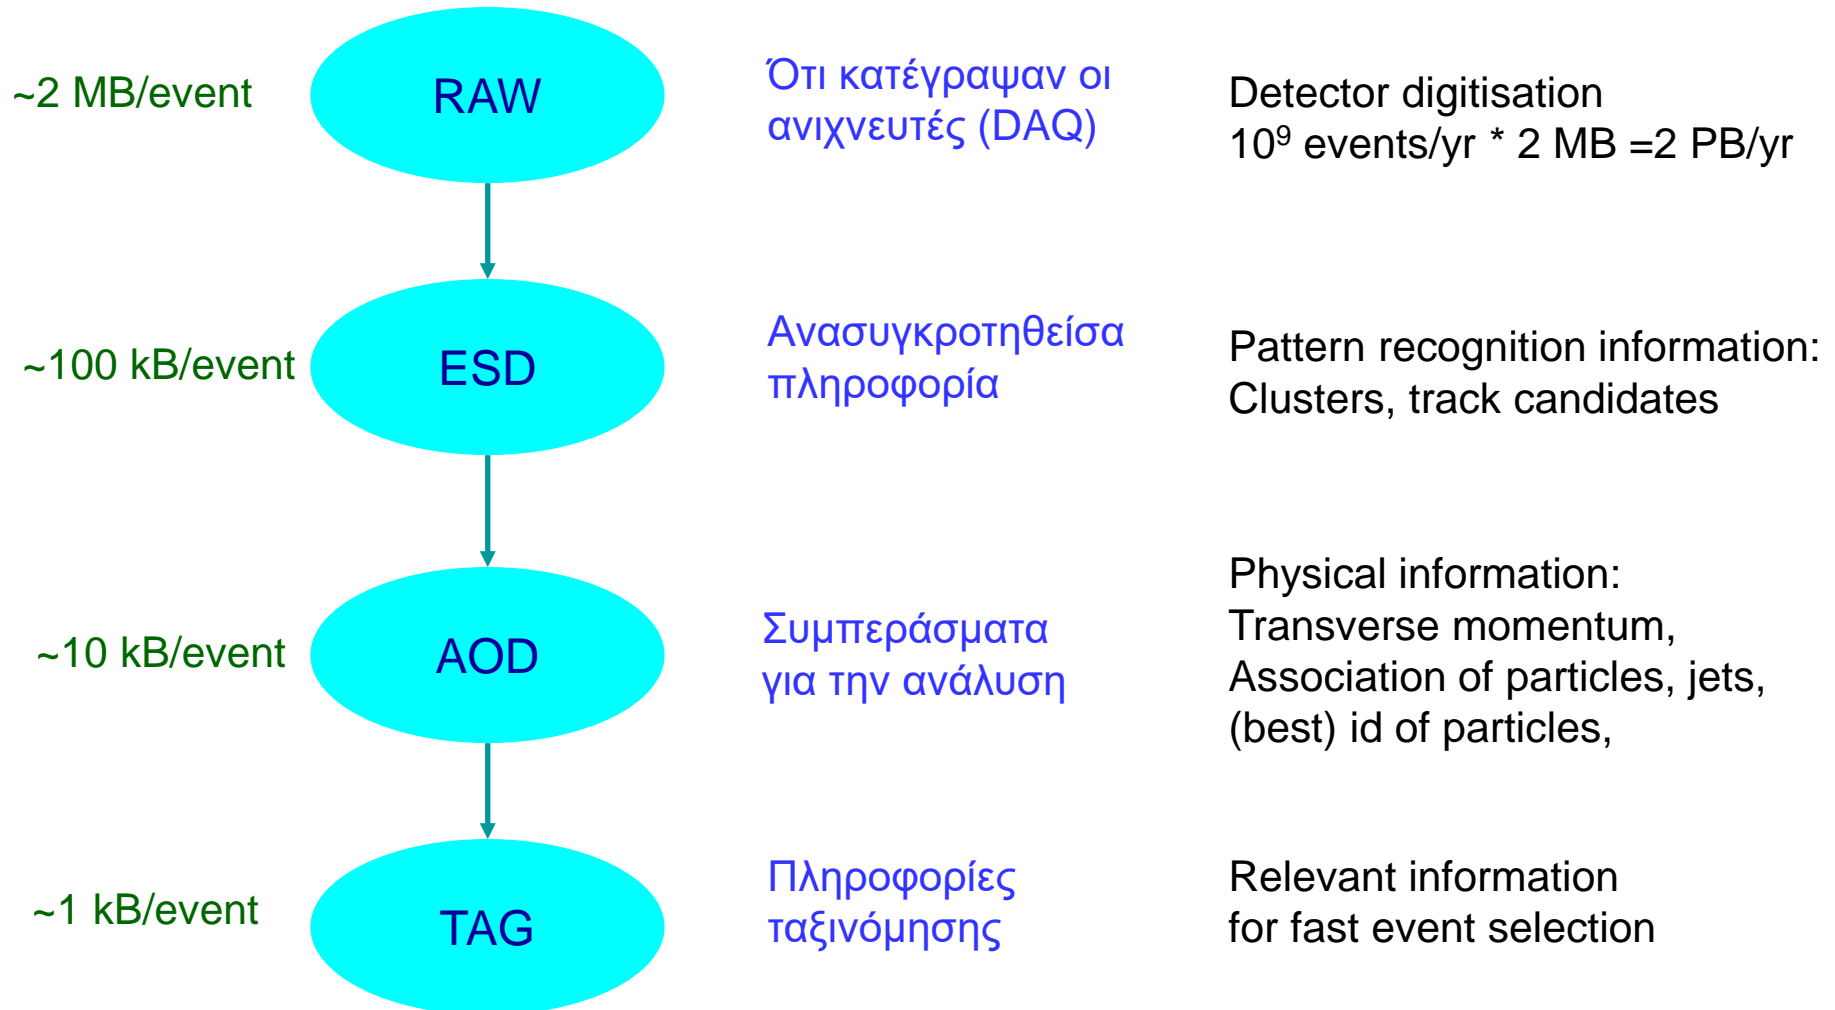 ~2 MB/event
RAW
Ότι κατέγραψαν οι
ανιχνευτές (DAQ)
Detector digitisation
10⁹ events/yr * 2 MB =2 PB/yr
~100 kB/event
ESD
Ανασυγκροτηθείσα
πληροφορία
Pattern recognition information:
Clusters, track candidates
~10 kB/event
AOD
Συμπεράσματα
για την ανάλυση
Physical information:
Transverse momentum,
Association of particles, jets,
(best) id of particles,
~1 kB/event
TAG
Πληροφορίες
ταξινόμησης
Relevant information
for fast event selection